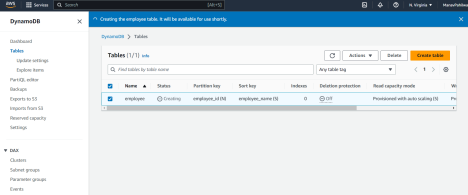 aws
Services
Search
[Alt+S]
N. Virginia
DynamoDB
Creating the employee table. It will be available for use shortly.
DynamoDB > Tables
Dashboard
Tables
Update settings
Explore items
PartiQL editor
Backups
Exports to S3
Imports from S3
Reserved capacity
Settings
DAX
Clusters
Subnet groups
Parameter groups
Events
Tables (1/1) Info
Actions
Delete
Create table
Find tables by table name
Any table tag
1
Name Status Partition key Sort key Indexes Deletion protection Read capacity mode
employee Creating employee_id (N) employee_name (S) 0 Off Provisioned with auto scaling (5)